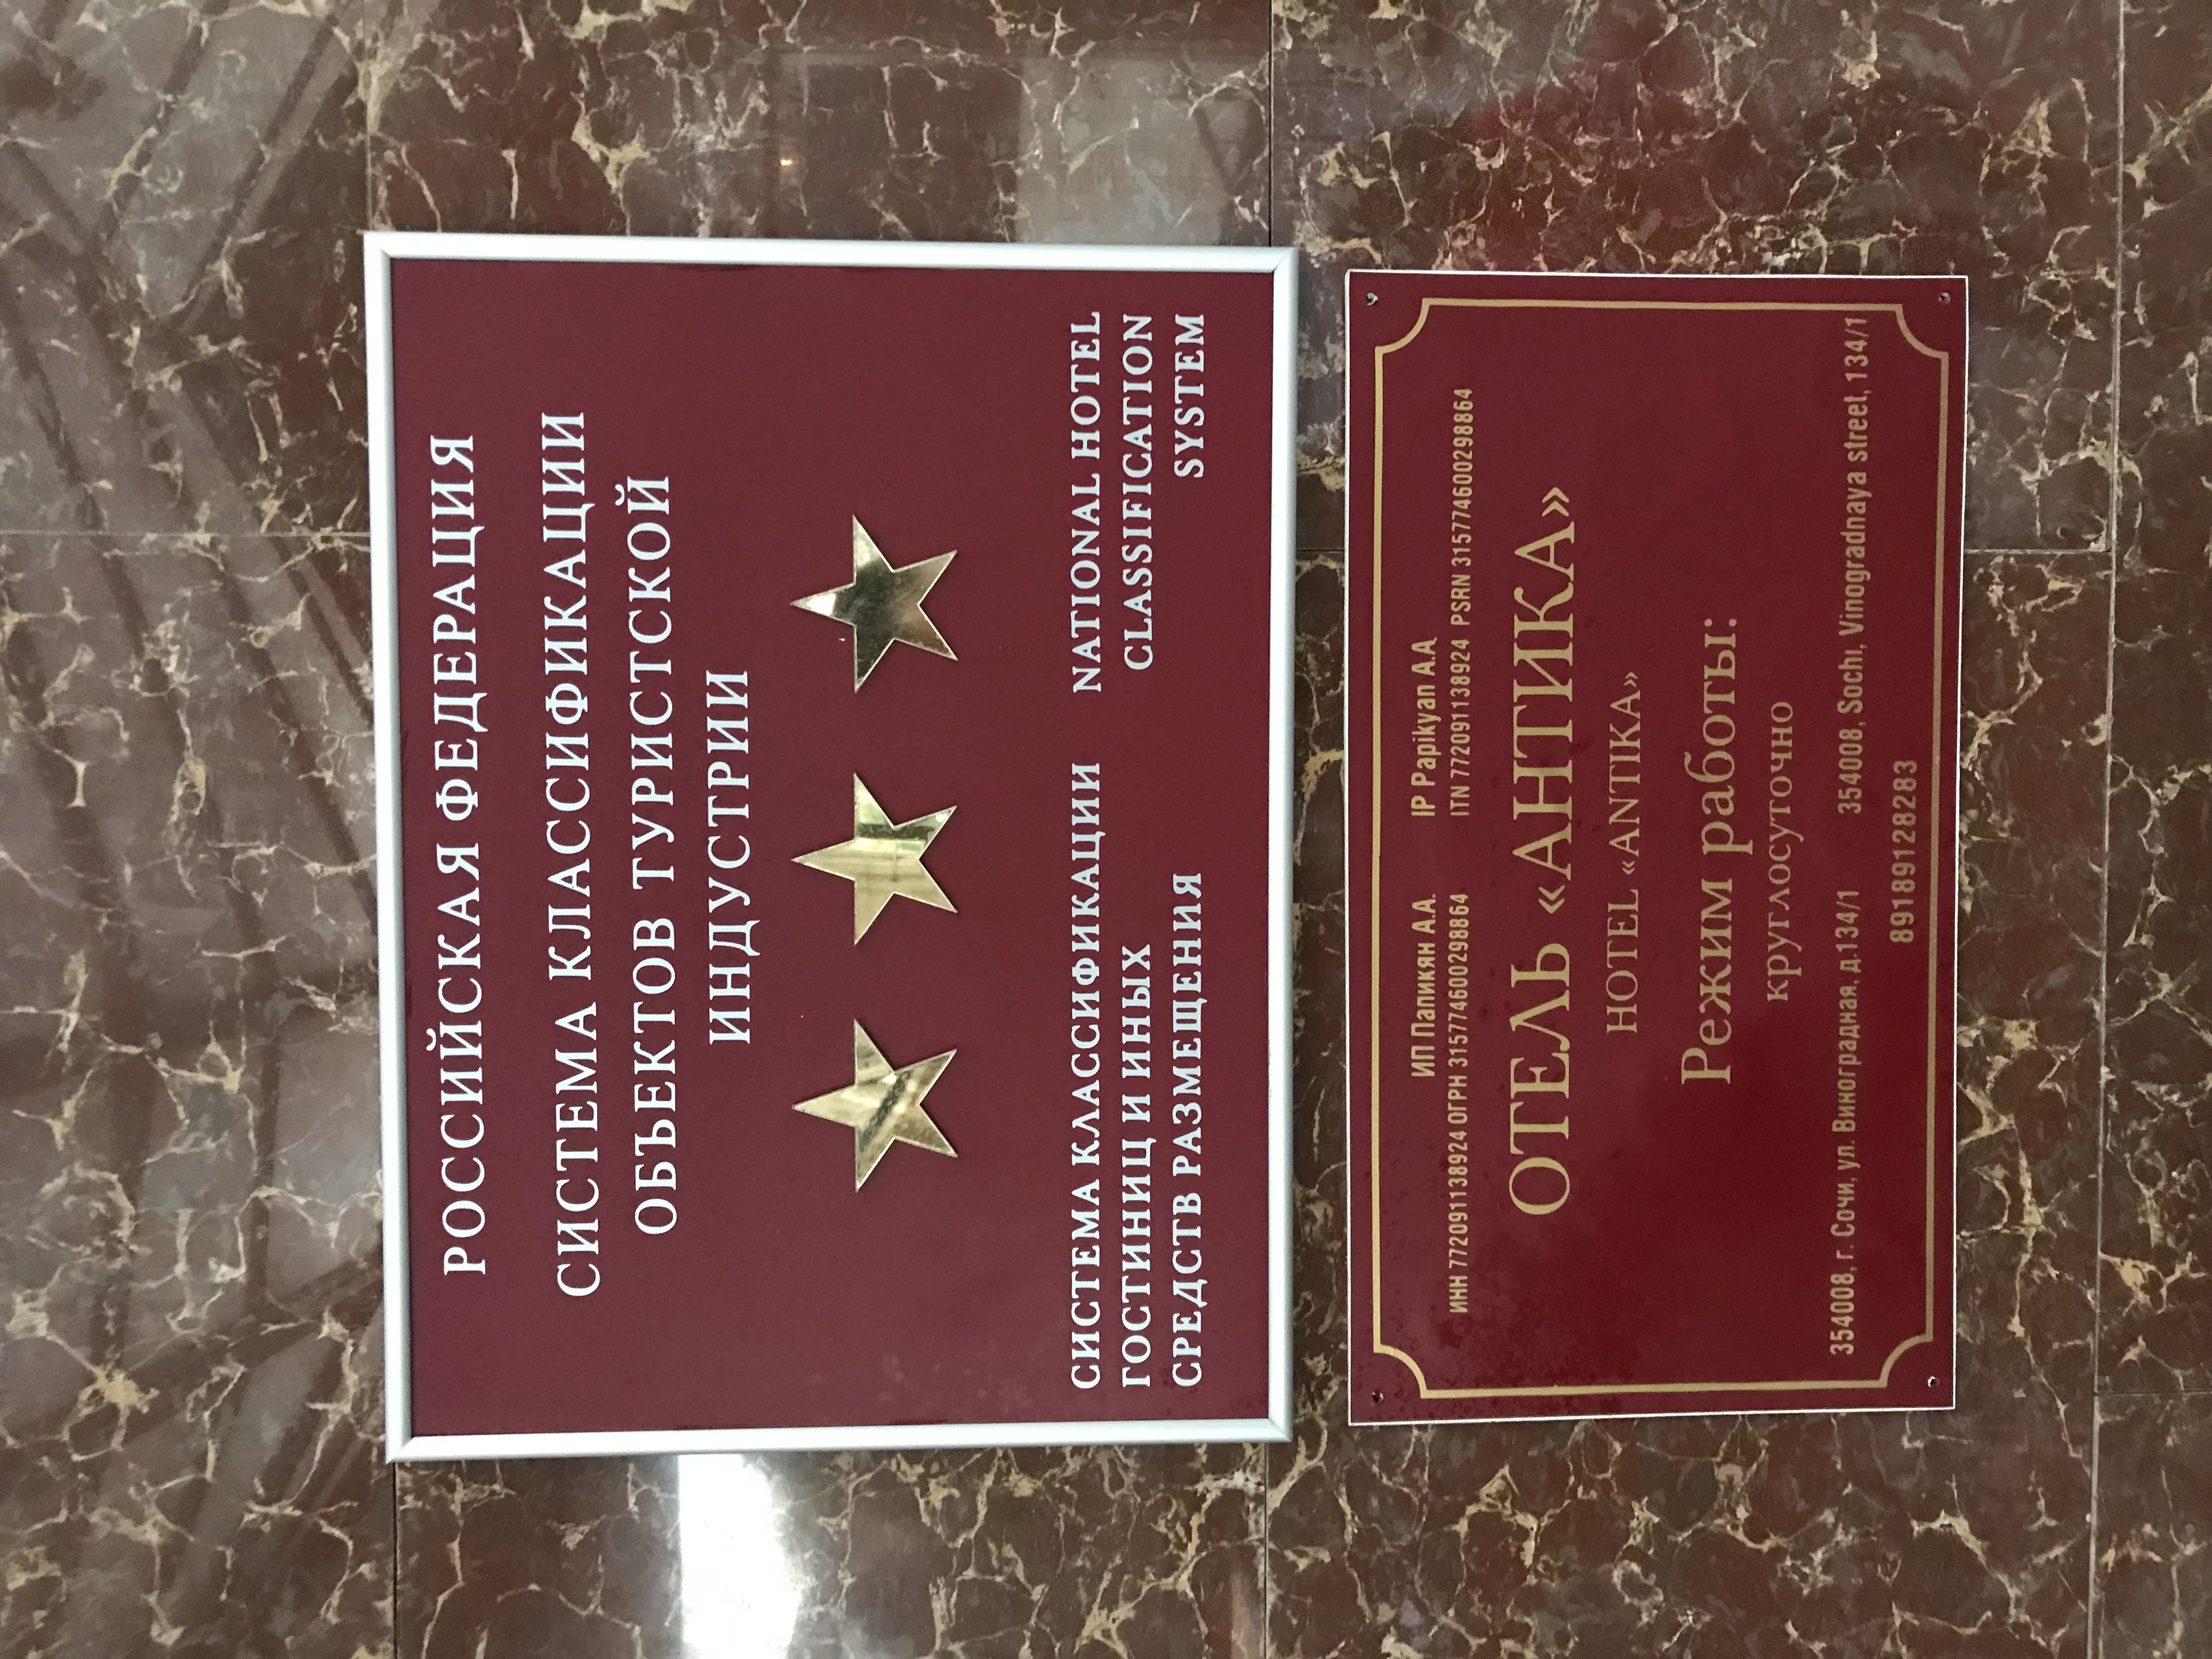 РОССИЙСКАЯ ФЕДЕРАЦИЯ
СИСТЕМА КЛАССИФИКАЦИИ
ОБЪЕКТОВ ТУРИСТСКОЙ
ИНДУСТРИИ
СИСТЕМА КЛАССИФИКАЦИИ
ГОСТИНИЦ И ИНЫХ
СРЕДСТВ РАЗМЕЩЕНИЯ
NATIONAL HOTEL
CLASSIFICATION
SYSTEM
ИП Папикян А.А. IP Papikyan A.A.
ИНН 772091138924 ОГРН 315774600298864 ITN 772091138924 PSRN 315774600298864
ОТЕЛЬ «АНТИКА»
HOTEL «ANTIKA»
Режим работы:
круглосуточно
354008, г. Сочи, ул. Виноградная, д.134/1 354008, Sochi, Vinogradnaya street, 134/1
89189128283